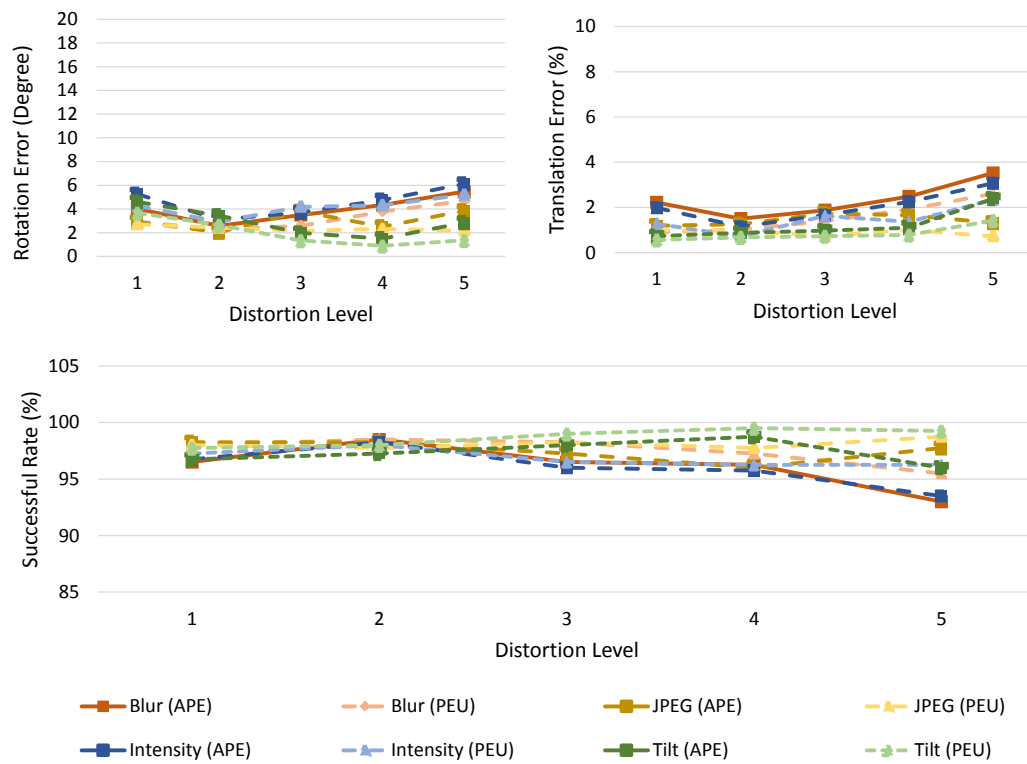 Rotation Error (Degree)
20
18
16
14
12
10
8
6
4
2
0
1 2 3 4 5
Distortion Level
Translation Error (%)
10
8
6
4
2
0
1 2 3 4 5
Distortion Level
Successful Rate (%)
105
100
95
90
85
1 2 3 4 5
Distortion Level
Blur (APE) Blur (PEU) JPEG (APE) JPEG (PEU)
Intensity (APE) Intensity (PEU) Tilt (APE) Tilt (PEU)